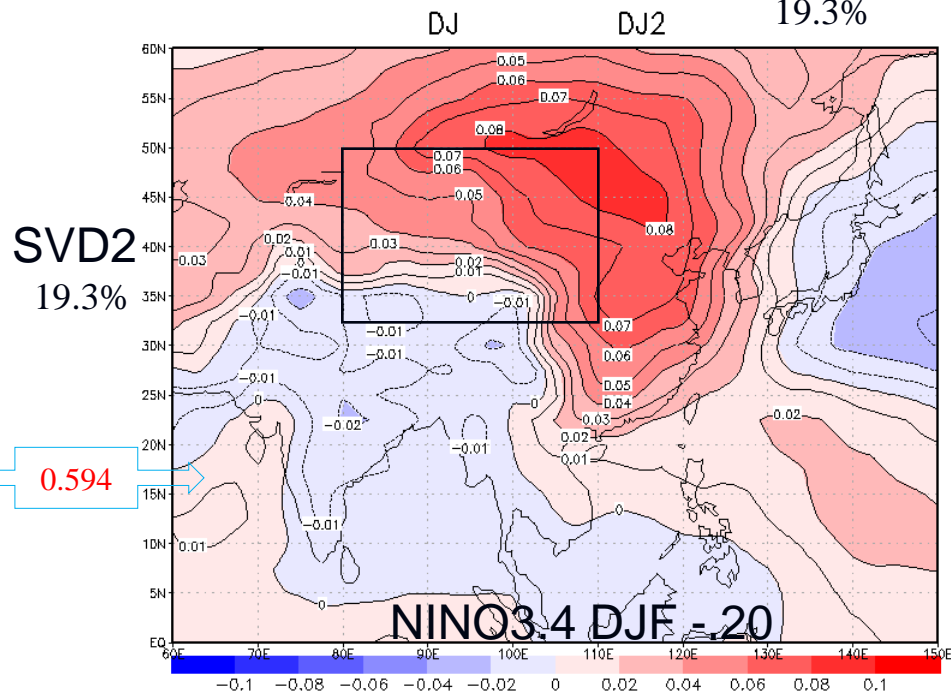 DJ DJ2 19.3%
60N
0.05
0.06
55N 0.07
0.08
50N
0.07
0.06
45N 0.05
0.04
0.08
SVD2
40N 0.02 0.03
0.01
0.03 0 0.02
-0.01 0.01
19.3%
35N 0 -0.01
-0.01
-0.01 0.07
30N -0.01
0.06
-0.01
0.05
25N 0 0 0.04
0.03 0.02
-0.02
20N -0.01 0.02
0.01
0.594
15N
0 
-0.01
10N 0.01
5N
0
NINO3.4 DJF -.20
EQ
60E 70E 80E 90E 100E 110E 120E 130E 140E 150E
-0.1 -0.08 -0.06 -0.04 -0.02 0 0.02 0.04 0.06 0.08 0.1